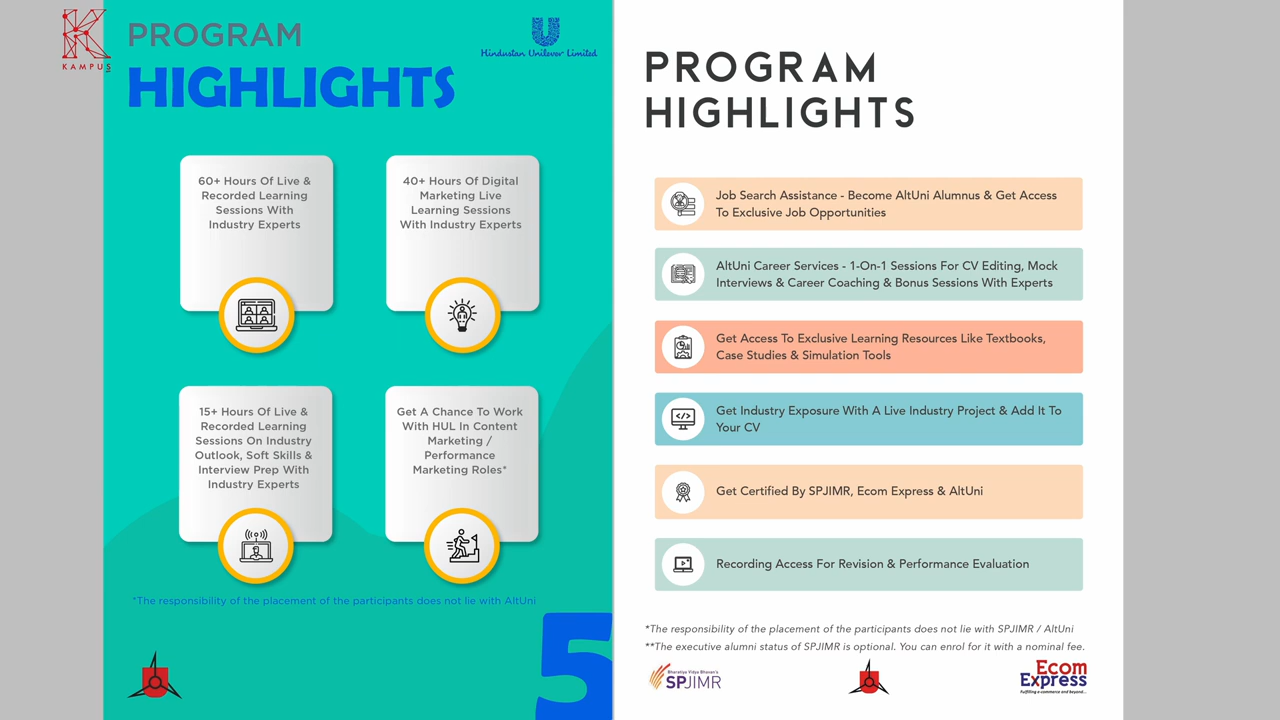 KAMPUS
PROGRAM
HIGHLIGHTS
Hindustan Unilever Limited
60+ Hours Of Live &
Recorded Learning
Sessions With
Industry Experts
40+ Hours Of Digital
Marketing Live
Learning Sessions
With Industry Experts
15+ Hours Of Live &
Recorded Learning
Sessions On Industry
Outlook, Soft Skills &
Interview Prep With
Industry Experts
Get A Chance To Work
With HUL In Content
Marketing /
Performance
Marketing Roles*
*The responsibility of the placement of the participants does not lie with AltUni
5
PROGRAM
HIGHLIGHTS
Job Search Assistance - Become AltUni Alumnus & Get Access
To Exclusive Job Opportunities
AltUni Career Services - 1-On-1 Sessions For CV Editing, Mock
Interviews & Career Coaching & Bonus Sessions With Experts
Get Access To Exclusive Learning Resources Like Textbooks,
Case Studies & Simulation Tools
Get Industry Exposure With A Live Industry Project & Add It To
Your CV
Get Certified By SPJIMR, Ecom Express & AltUni
Recording Access For Revision & Performance Evaluation
*The responsibility of the placement of the participants does not lie with SPJIMR / AltUni
**The executive alumni status of SPJIMR is optional. You can enrol for it with a nominal fee.
Bharatiya Vidya Bhavan's
SPJIMR
Ecom
Express
Fulfilling e-commerce and beyond...